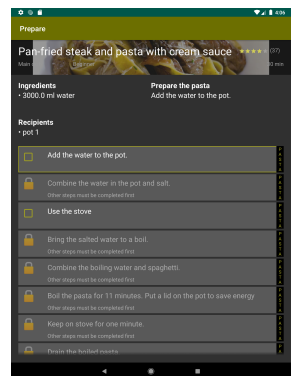 4:06
Prepare
Pan-fried steak and pasta with cream sauce
(37)
Main
Beginner
min
Ingredients
• 3000.0 ml water
Prepare the pasta
Add the water to the pot.
Recipients
• pot 1
Add the water to the pot.
Combine the water in the pot and salt.
Other steps must be completed first
Use the stove
Bring the salted water to a boil.
Other steps must be completed first
Combine the boiling water and spaghetti.
Other steps must be completed first
Boil the pasta for 11 minutes. Put a lid on the pot to save energy
Other steps must be completed first
Keep on stove for one minute.
Other steps must be completed first
Drain the boiled pasta